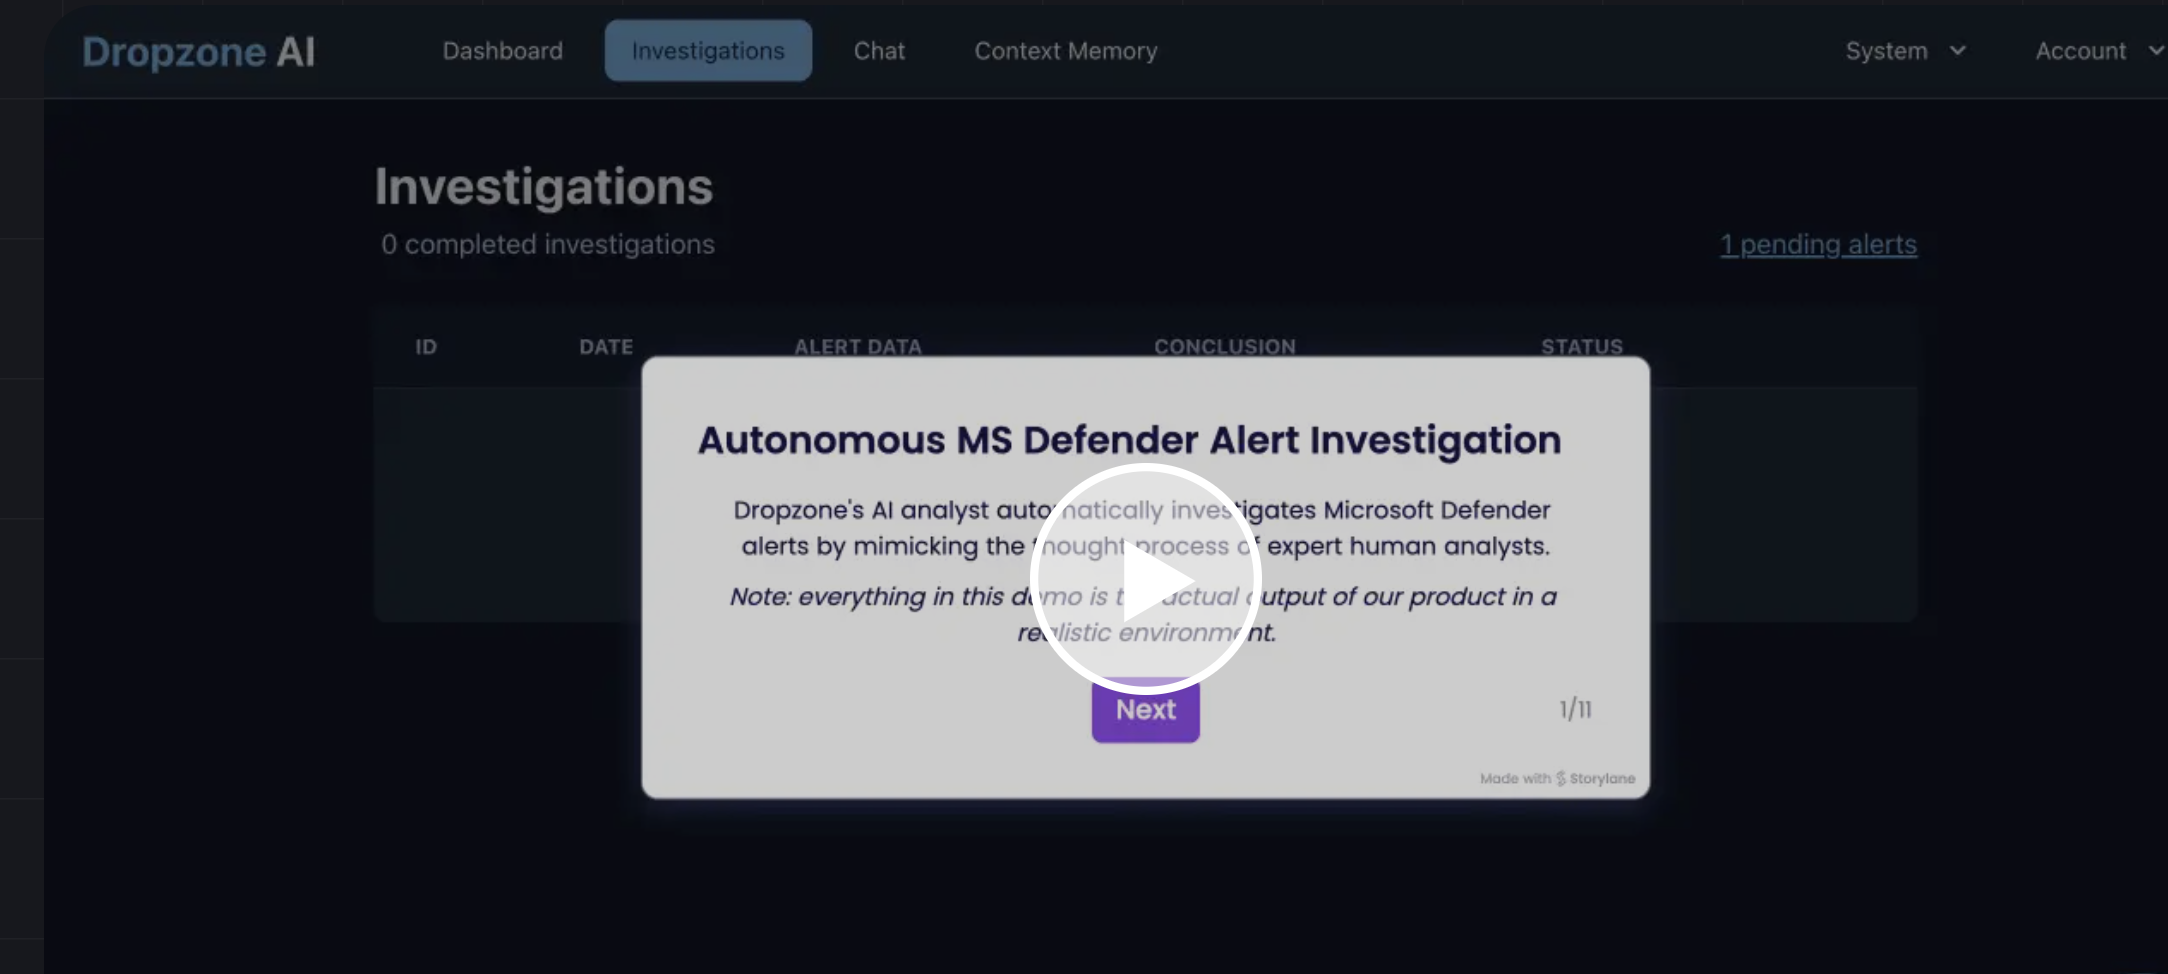 Dropzone AI
Dashboard
Investigations
Chat
Context Memory
System
Account
Investigations
0 completed investigations
1 pending alerts
ID
DATE
ALERT DATA
CONCLUSION
STATUS
Autonomous MS Defender Alert Investigation
Dropzone's AI analyst automatically investigates Microsoft Defender
alerts by mimicking the thought process of expert human analysts.
Note: everything in this demo is the actual output of our product in a
realistic environment.
Next
1/11
Made with Storylane